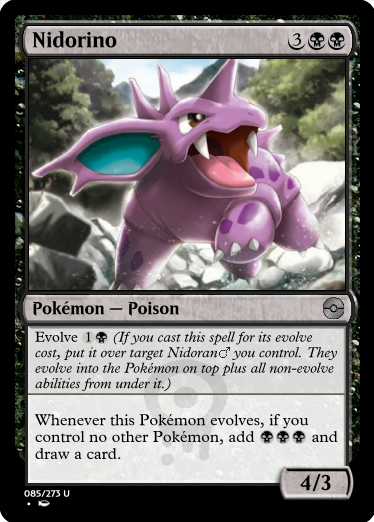 Nidorino 3
Pokémon — Poison
Evolve 1 (If you cast this spell for its evolve
cost, put it over target Nidoran♂ you control. They
evolve into the Pokémon on top plus all non-evolve
abilities from under it.)
Whenever this Pokémon evolves, if you
control no other Pokémon, add and
draw a card.
4/3
085/273 U